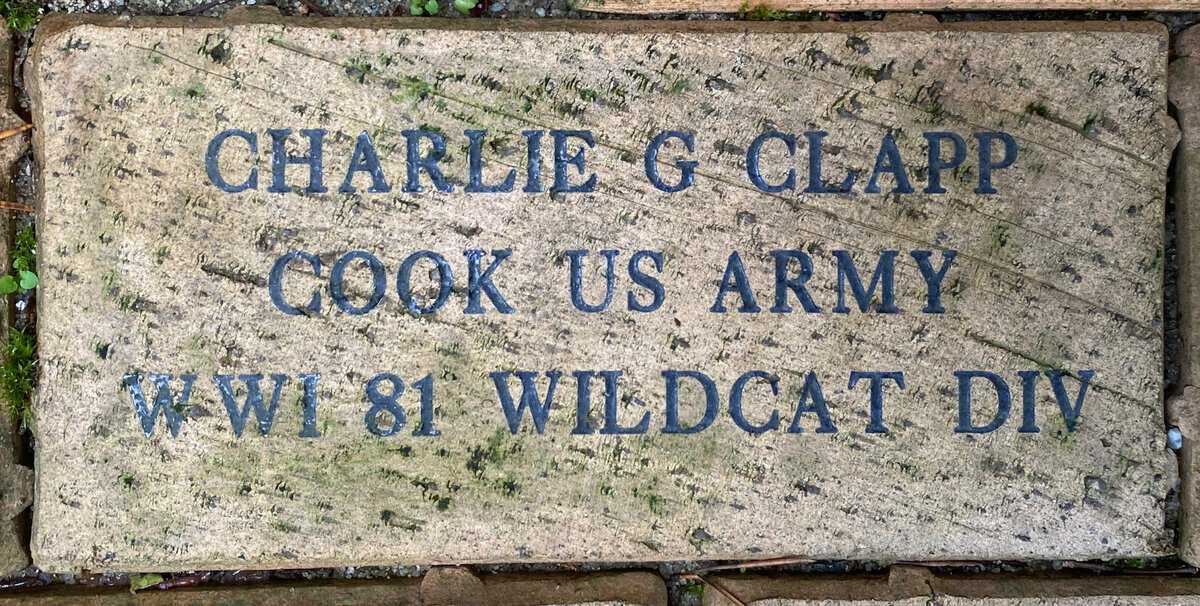 CHARLIE G CLAPP
COOK US ARMY
WWI 81 WILDCAT DIV